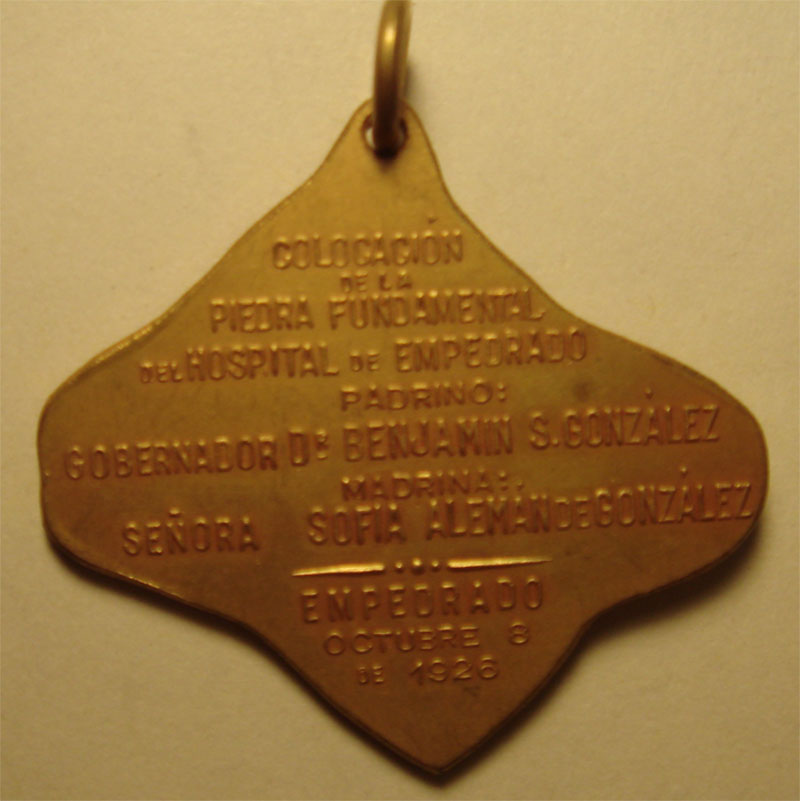 COLOCACIÓN
DE LA
PIEDRA FUNDAMENTAL
DEL HOSPITAL DE EMPEDRADO
PADRINO:
GOBERNADOR DR BENJAMIN S. GONZÁLEZ
MADRINA:
SEÑORA SOFÍA ALEMÁN DE GONZÁLEZ
EMPEDRADO
OCTUBRE 8
DE 1926